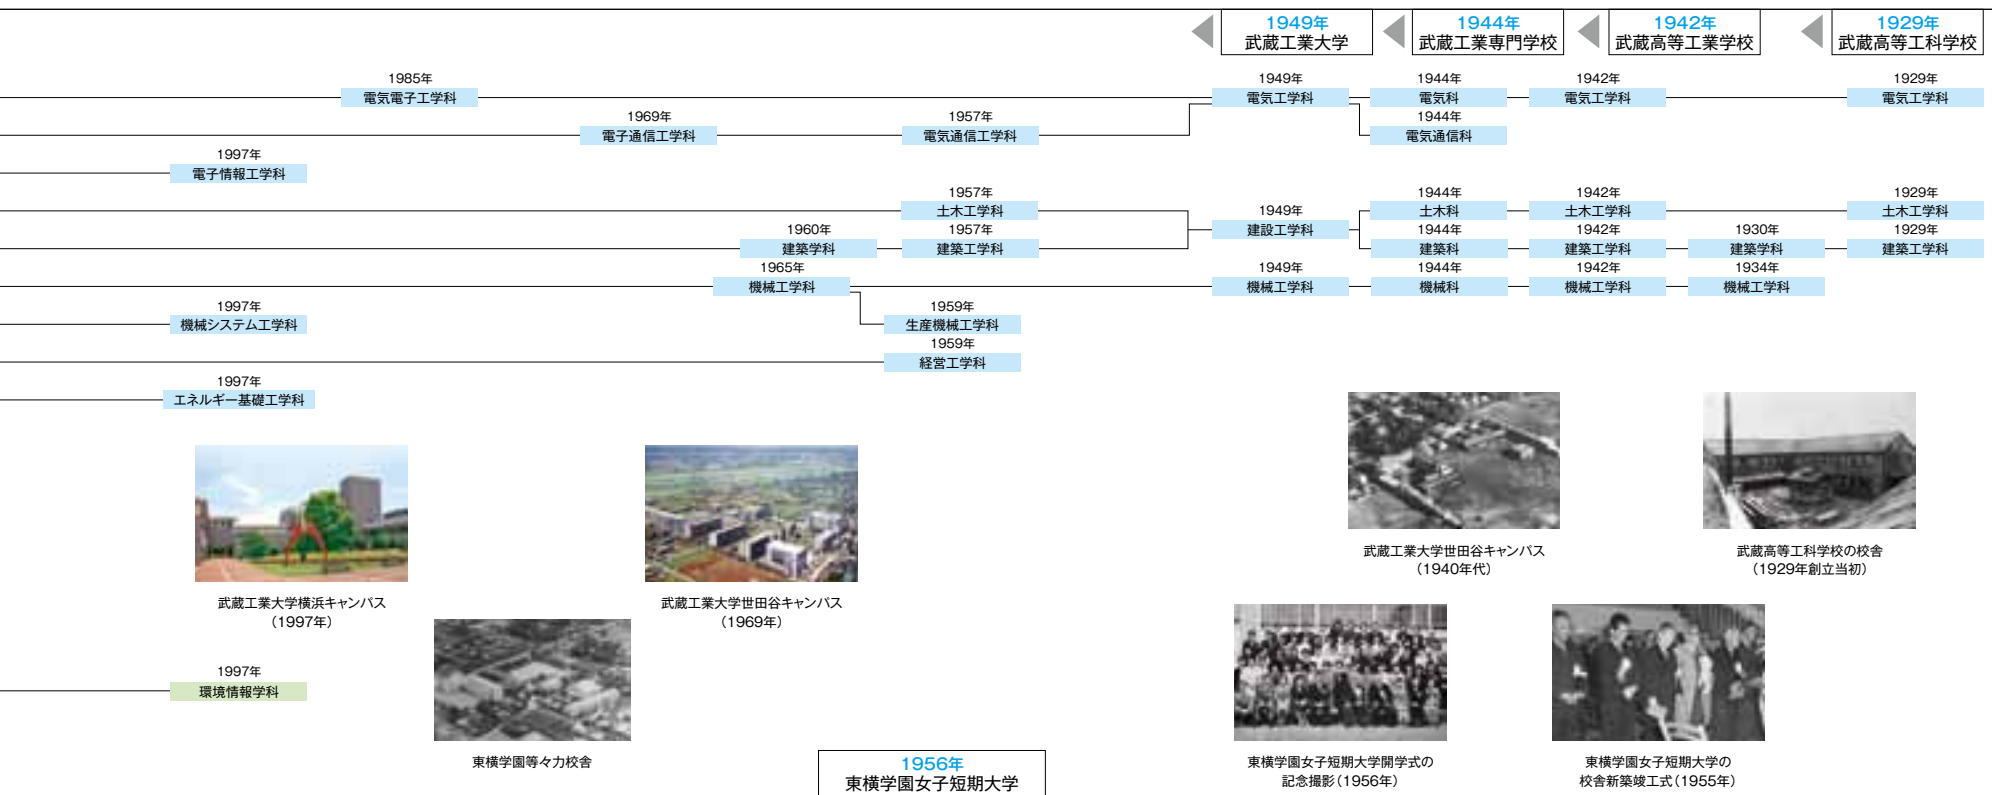 1949年
武蔵工業大学
1944年
武蔵工業専門学校
1942年
武蔵高等工業学校
1929年
武蔵高等工科学校
1985年
電気電子工学科
1949年
電気工学科
1944年
電気科
1942年
電気工学科
1929年
電気工学科
1969年
電子通信工学科
1957年
電気通信工学科
1944年
電気通信科
1997年
電子情報工学科
1957年
土木工学科
1949年
建設工学科
1944年
土木科
1942年
土木工学科
1929年
土木工学科
1960年
建築学科
1957年
建築工学科
1944年
建築科
1942年
建築工学科
1930年
建築学科
1929年
建築工学科
1965年
機械工学科
1949年
機械工学科
1944年
機械科
1942年
機械工学科
1934年
機械工学科
1997年
機械システム工学科
1959年
生産機械工学科
1959年
経営工学科
1997年
エネルギー基礎工学科
武蔵工業大学横浜キャンパス
（1997年）
武蔵工業大学世田谷キャンパス
（1969年）
武蔵工業大学世田谷キャンパス
（1940年代）
武蔵高等工科学校の校舎
（1929年創立当初）
1997年
環境情報学科
東横学園等々力校舎
1956年
東横学園女子短期大学
東横学園女子短期大学開学式の
記念撮影（1956年）
東横学園女子短期大学の
校舎新築竣工式（1955年）